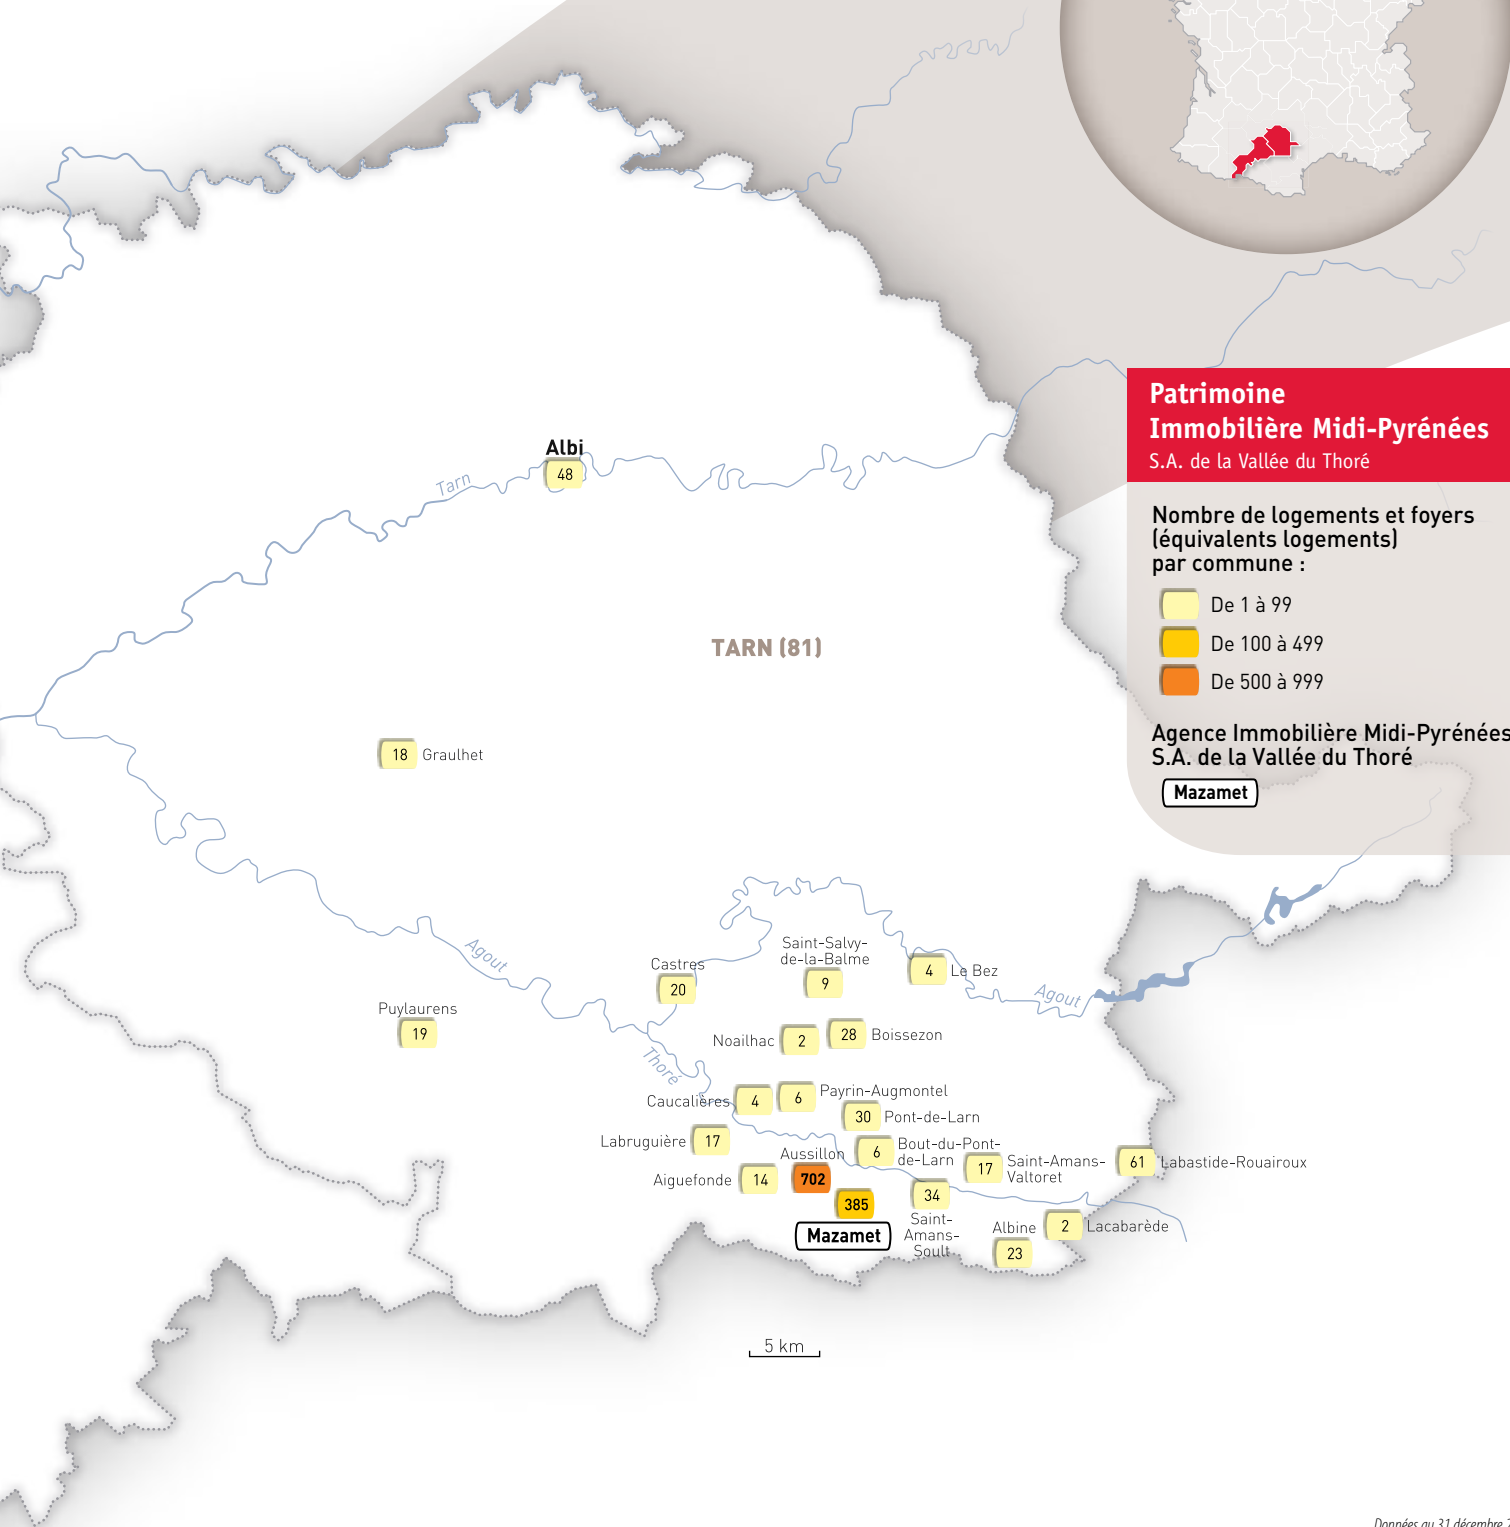 Patrimoine
Immobilière Midi-Pyrénées
S.A. de la Vallée du Thoré
Nombre de logements et foyers
(équivalents logements)
par commune :
De 1 à 99
De 100 à 499
De 500 à 999
Agence Immobilière Midi-Pyrénées
S.A. de la Vallée du Thoré
Mazamet
Albi
48
Tarn
TARN (81)
18 Graulhet
Agout
Castres
20
Saint-Salvy-
de-la-Balme
9
4 Le Bez
Agout
Puylaurens
19
Noailhac 2
28 Boissezon
Thoré
Caucalières 4
6 Payrin-Augmontel
30 Pont-de-Larn
Labruguière 17
Bout-du-Pont-
de-Larn
6
Aussillon
702
17
Saint-Amans-
Valtoret
61 Labastide-Rouairoux
Aiguefonde 14
385
Mazamet
34
Saint-
Amans-
Soult
Albine
23
2 Lacabarède
5 km
Données au 31 décembre